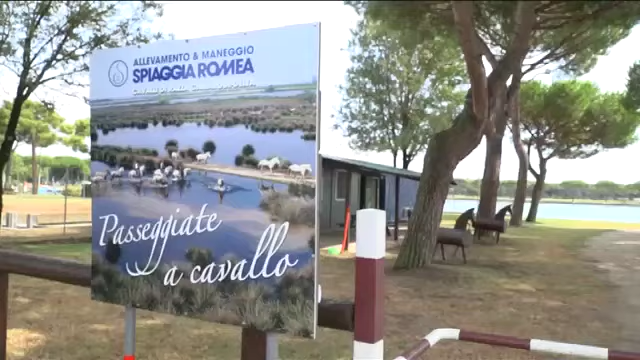 ALLEVAMENTO & MANEGGIO
SPIAGGIA ROMEA
Passeggiate
a cavallo